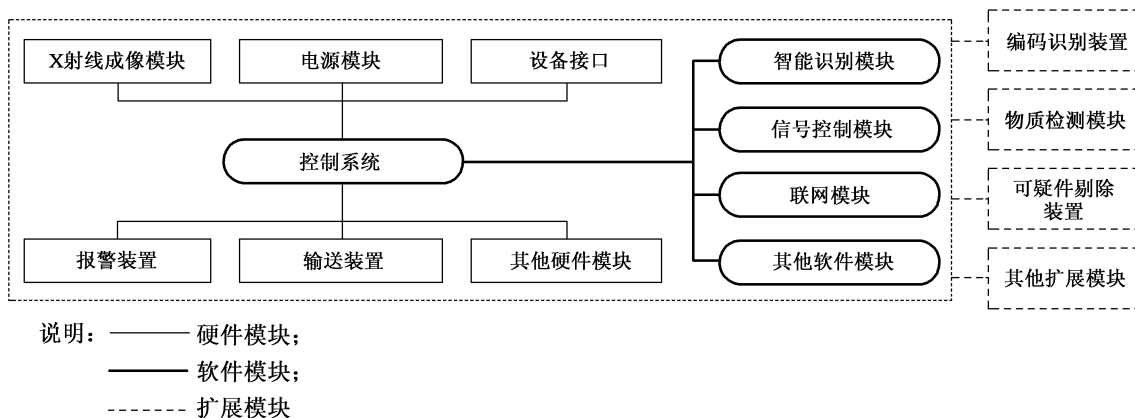 X射线成像模块
电源模块
设备接口
智能识别模块
编码识别装置
信号控制模块
物质检测模块
控制系统
联网模块
可疑件剔除
装置
报警装置
输送装置
其他硬件模块
其他软件模块
其他扩展模块
说明：
硬件模块；
软件模块；
扩展模块